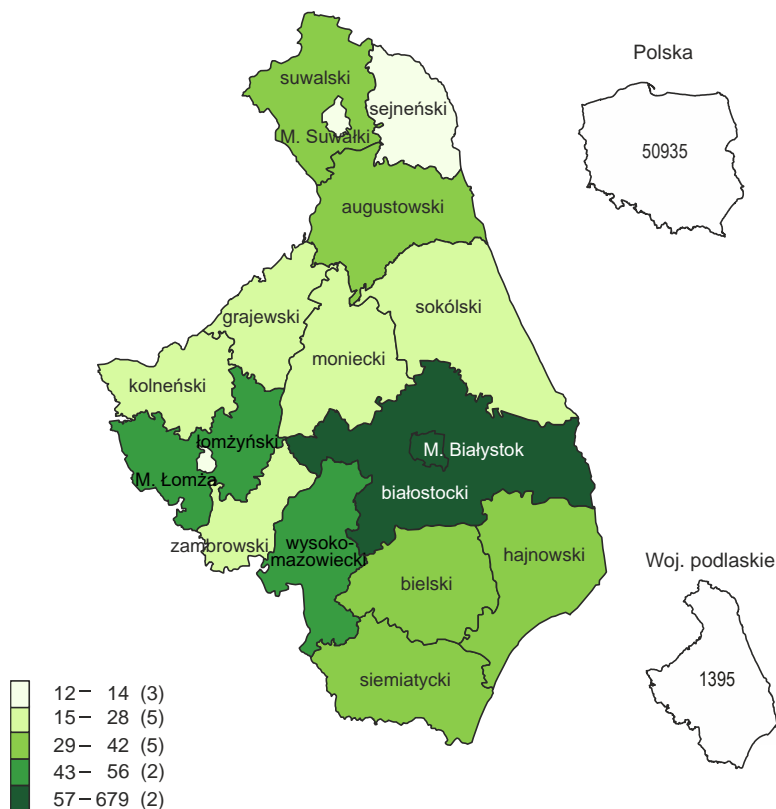 Polska
50935
suwalski
sejneński
M. Suwałki
augustowski
sokólski
grajewski
moniecki
kolneński
łomżyński
M. Łomża
M. Białystok
białostocki
zambrowski
wysoko-
mazowiecki
hajnowski
bielski
siemiatycki
Woj. podlaskie
1395
12 – 14 (3)
15 – 28 (5)
29 – 42 (5)
43 – 56 (2)
57 – 679 (2)